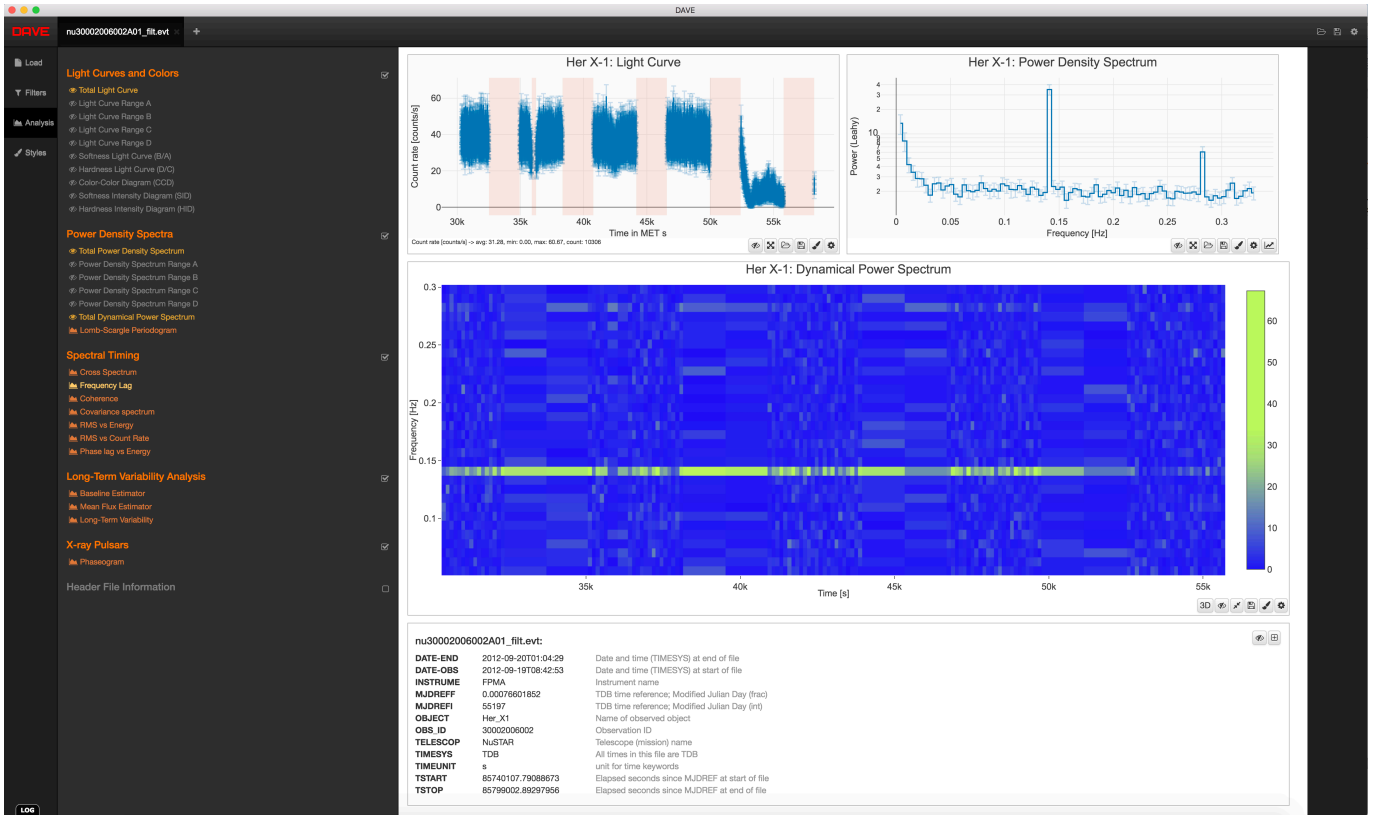 DAVE
DAVE
nu30002006002A01_filt.evt
×
+
Load
Filters
Analysis
Styles
Light Curves and Colors
Total Light Curve
Light Curve Range A
Light Curve Range B
Light Curve Range C
Light Curve Range D
Softness Light Curve (B/A)
Hardness Light Curve (D/C)
Color-Color Diagram (CCD)
Softness Intensity Diagram (SID)
Hardness Intensity Diagram (HID)
Power Density Spectra
Total Power Density Spectrum
Power Density Spectrum Range A
Power Density Spectrum Range B
Power Density Spectrum Range C
Power Density Spectrum Range D
Total Dynamical Power Spectrum
Lomb-Scargle Periodogram
Spectral Timing
Cross Spectrum
Frequency Lag
Coherence
Covariance spectrum
RMS vs Energy
RMS vs Count Rate
Phase lag vs Energy
Long-Term Variability Analysis
Baseline Estimator
Mean Flux Estimator
Long-Term Variability
X-ray Pulsars
Phaseogram
Header File Information
LOG
Her X-1: Light Curve
Count rate [counts/s]
60
40
20
0
30k 35k 40k 45k 50k 55k
Time in MET s
Count rate [counts/s] -> avg: 31.28, min: 0.00, max: 60.67, count: 10306
Her X-1: Power Density Spectrum
Power (Leahy)
4
3
2
10
9
8
7
6
5
4
3
2
0 0.05 0.1 0.15 0.2 0.25 0.3
Frequency [Hz]
Her X-1: Dynamical Power Spectrum
Frequency [Hz]
0.3
0.25
0.2
0.15
0.1
35k 40k 45k 50k 55k
Time [s]
60
50
40
30
20
10
0
3D
nu30002006002A01_filt.evt:
DATE-END 2012-09-20T01:04:29 Date and time (TIMESYS) at end of file
DATE-OBS 2012-09-19T08:42:53 Date and time (TIMESYS) at start of file
INSTRUME FPMA Instrument name
MJDREFF 0.00076601852 TDB time reference; Modified Julian Day (frac)
MJDREFI 55197 TDB time reference; Modified Julian Day (int)
OBJECT Her_X1 Name of observed object
OBS_ID 30002006002 Observation ID
TELESCOP NuSTAR Telescope (mission) name
TIMESYS TDB All times in this file are TDB
TIMEUNIT s unit for time keywords
TSTART 85740107.79088673 Elapsed seconds since MJDREF at start of file
TSTOP 85799002.89297956 Elapsed seconds since MJDREF at end of file